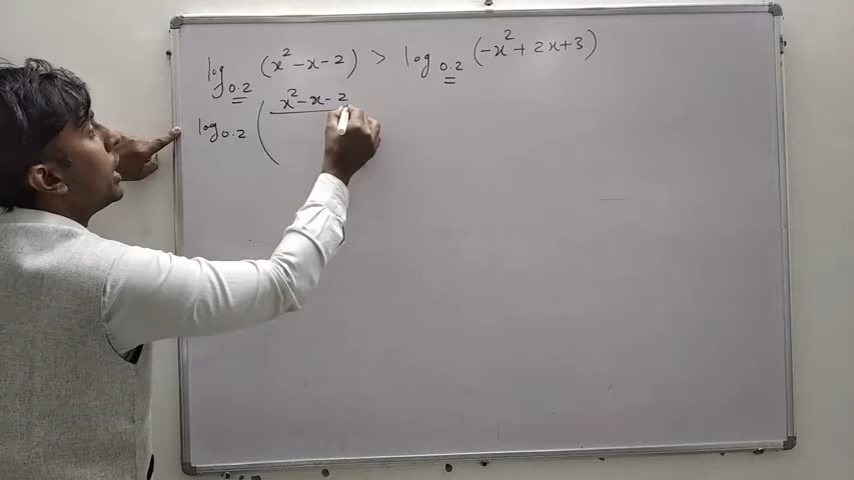 log₀.₂ (x² - x - 2) > log₀.₂ (-x² + 2x + 3)
log₀.₂ ( x² - x - 2